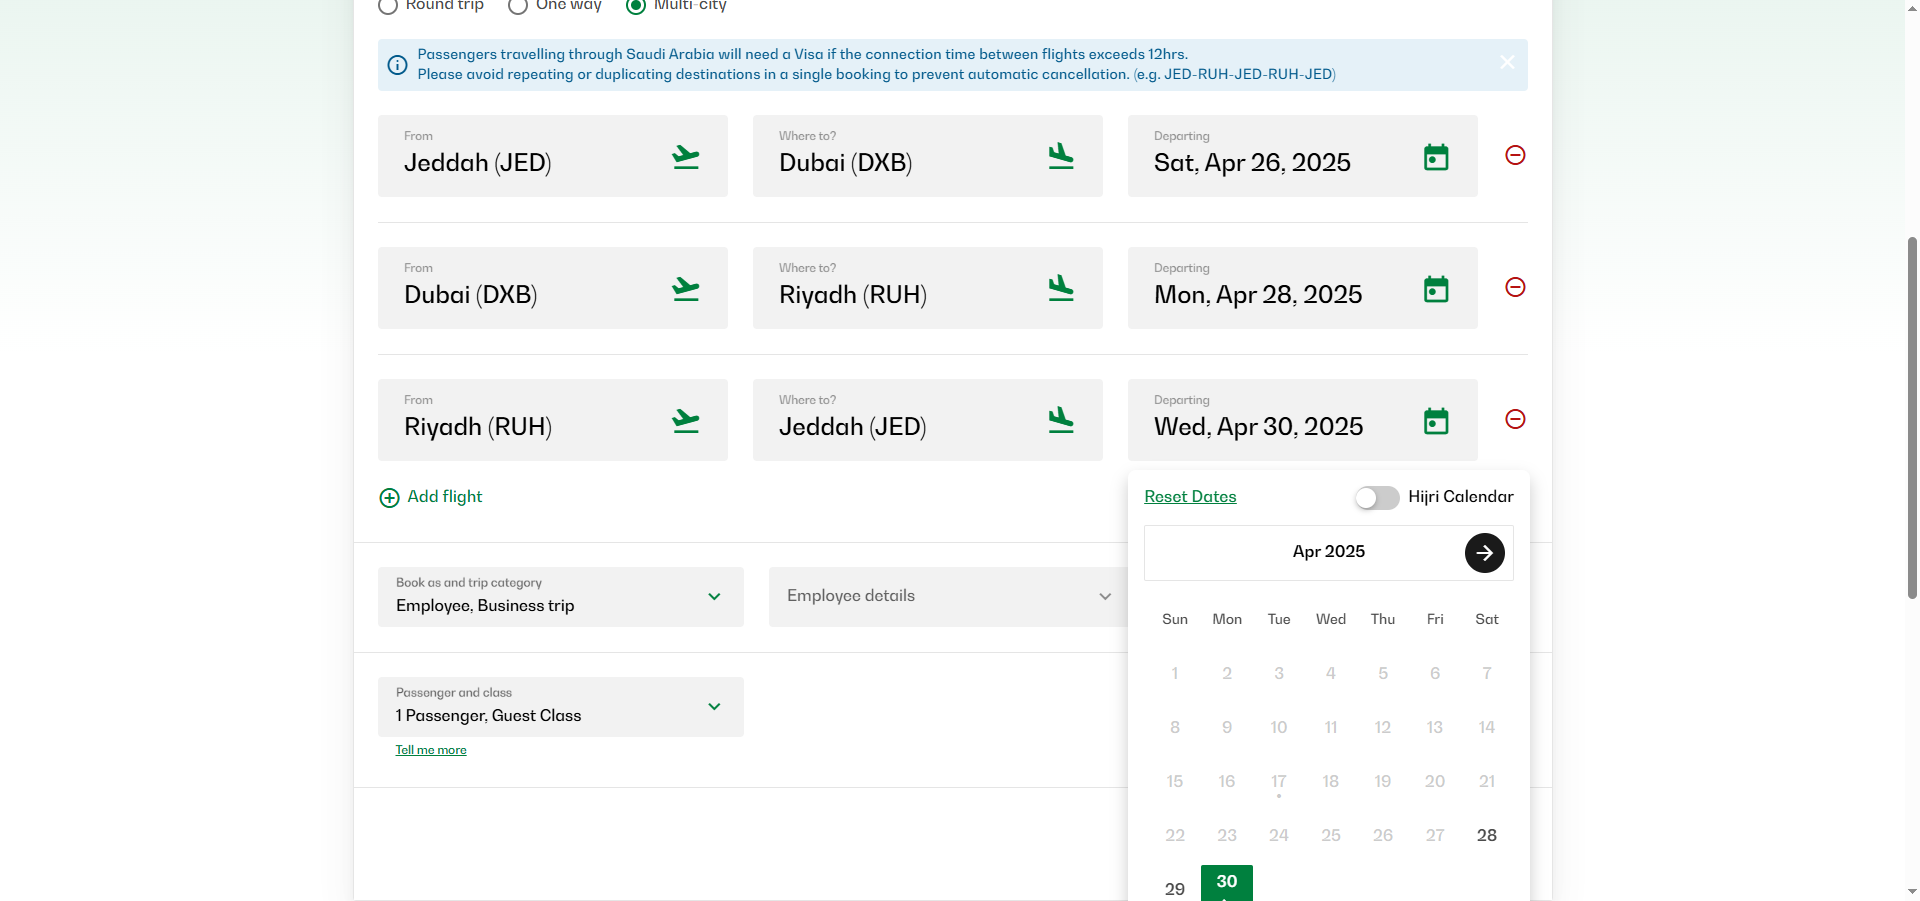 Round trip
One way
Multi-city
Passengers travelling through Saudi Arabia will need a Visa if the connection time between flights exceeds 12hrs.
Please avoid repeating or duplicating destinations in a single booking to prevent automatic cancellation. (e.g. JED-RUH-JED-RUH-JED)
From
Jeddah (JED)
Where to?
Dubai (DXB)
Departing
Sat, Apr 26, 2025
From
Dubai (DXB)
Where to?
Riyadh (RUH)
Departing
Mon, Apr 28, 2025
From
Riyadh (RUH)
Where to?
Jeddah (JED)
Departing
Wed, Apr 30, 2025
Add flight
Reset Dates
Hijri Calendar
Apr 2025
Sun Mon Tue Wed Thu Fri Sat
1 2 3 4 5 6 7
8 9 10 11 12 13 14
15 16 17 18 19 20 21
22 23 24 25 26 27 28
29 30
Book as and trip category
Employee, Business trip
Employee details
Passenger and class
1 Passenger, Guest Class
Tell me more